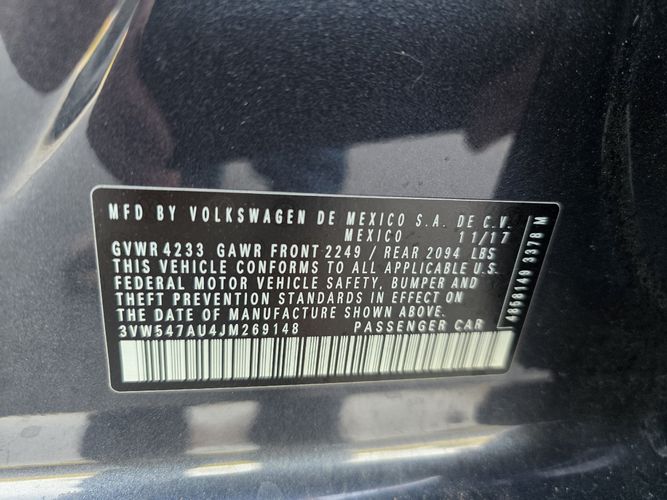 MFD BY VOLKSWAGEN DE MEXICO S.A. DE C.V.
MEXICO 11/17
GVWR 4233 GAWR FRONT 2249 / REAR 2094 LBS
THIS VEHICLE CONFORMS TO ALL APPLICABLE U.S.
FEDERAL MOTOR VEHICLE SAFETY, BUMPER AND
THEFT PREVENTION STANDARDS IN EFFECT ON
THE DATE OF MANUFACTURE SHOWN ABOVE.
3VW547AU4JM269148 PASSENGER CAR
4858149 3378 M